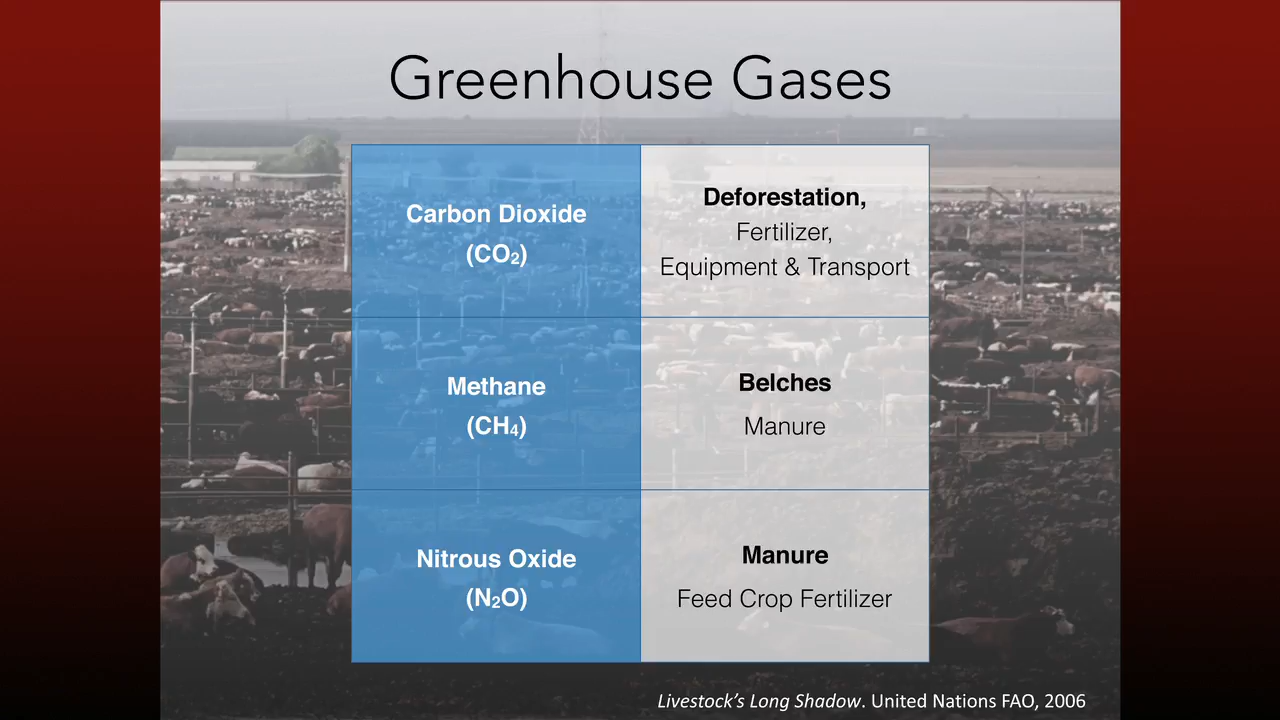 Greenhouse Gases
Carbon Dioxide
(CO₂)
Deforestation,
Fertilizer,
Equipment & Transport
Methane
(CH₄)
Belches
Manure
Nitrous Oxide
(N₂O)
Manure
Feed Crop Fertilizer
Livestock's Long Shadow. United Nations FAO, 2006